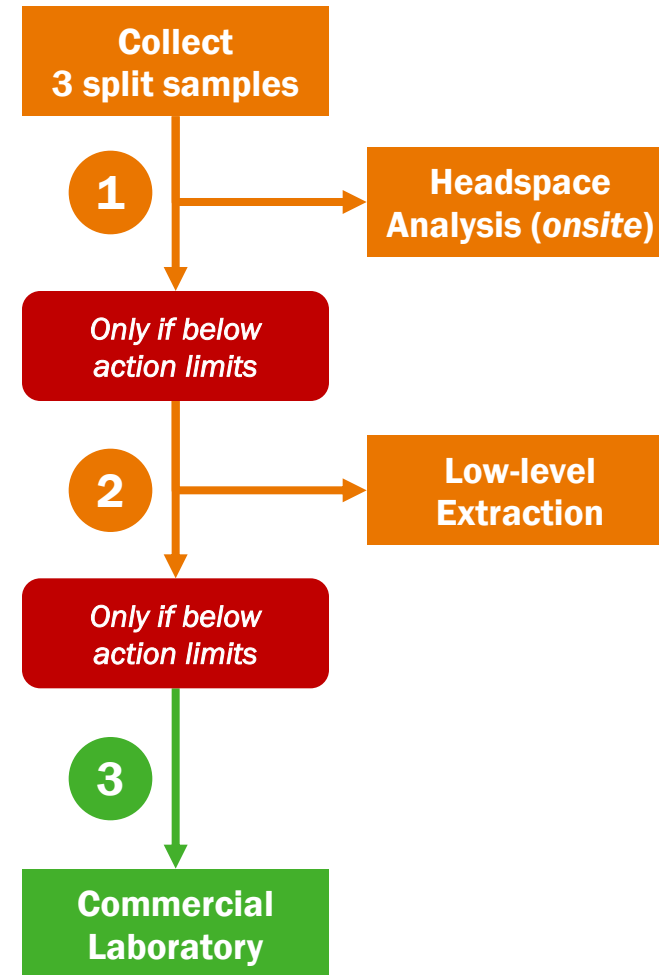 Collect
3 split samples
1
Headspace
Analysis (onsite)
Only if below
action limits
2
Low-level
Extraction
Only if below
action limits
3
Commercial
Laboratory